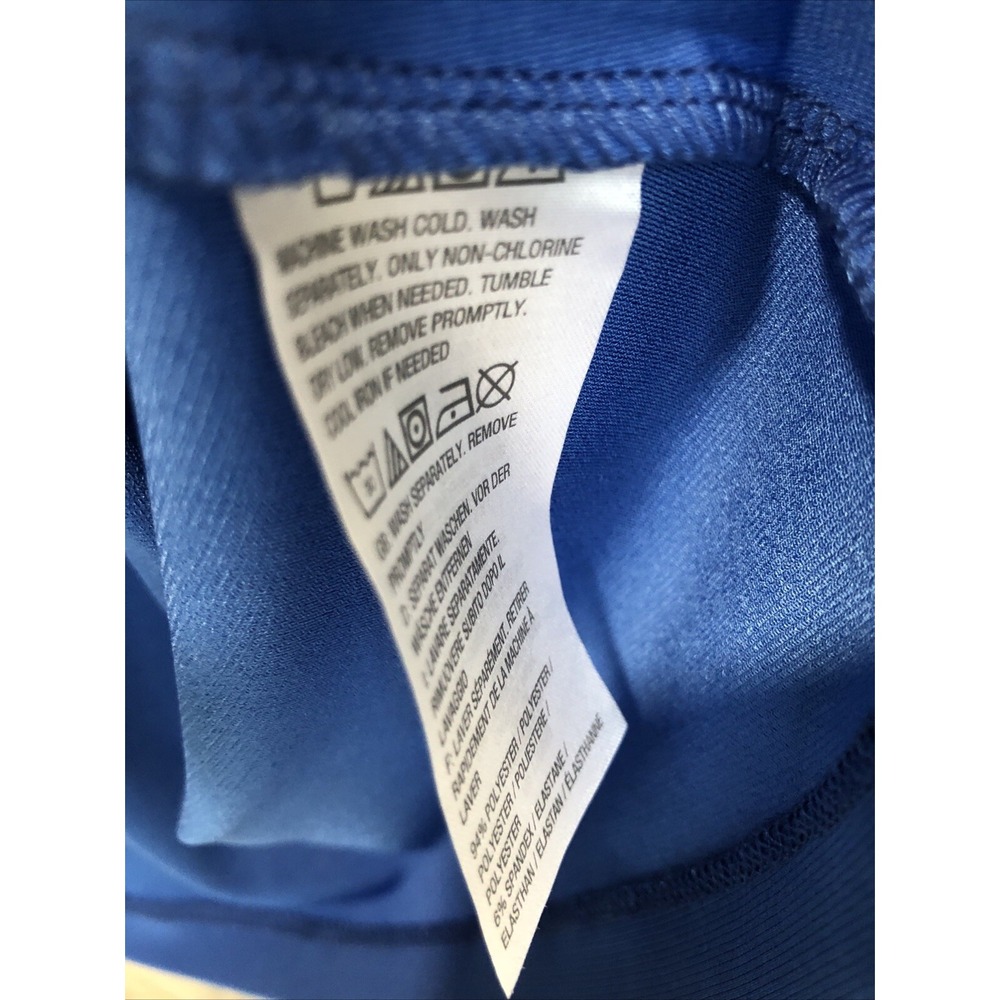 MACHINE WASH COLD. WASH
SEPARATELY. ONLY NON-CHLORINE
BLEACH WHEN NEEDED. TUMBLE
DRY LOW. REMOVE PROMPTLY.
COOL IRON IF NEEDED
WASH SEPARATELY. REMOVE
PROMPTLY
D: SEPARAT WASCHEN. VOR DER
WÄSCHE ENTFERNEN
I: LAVARE SEPARATAMENTE.
RIMUOVERE SUBITO DOPO IL
LAVAGGIO
F: LAVER SÉPARÉMENT. RETIRER
RAPIDEMENT DE LA MACHINE À
LAVER
94% POLYESTER / POLYESTER /
POLYESTER / POLIESTERE /
POLYESTER
6% SPANDEX / ELASTANE /
ELASTHAN / ELASTAN / ÉLASTHANNE